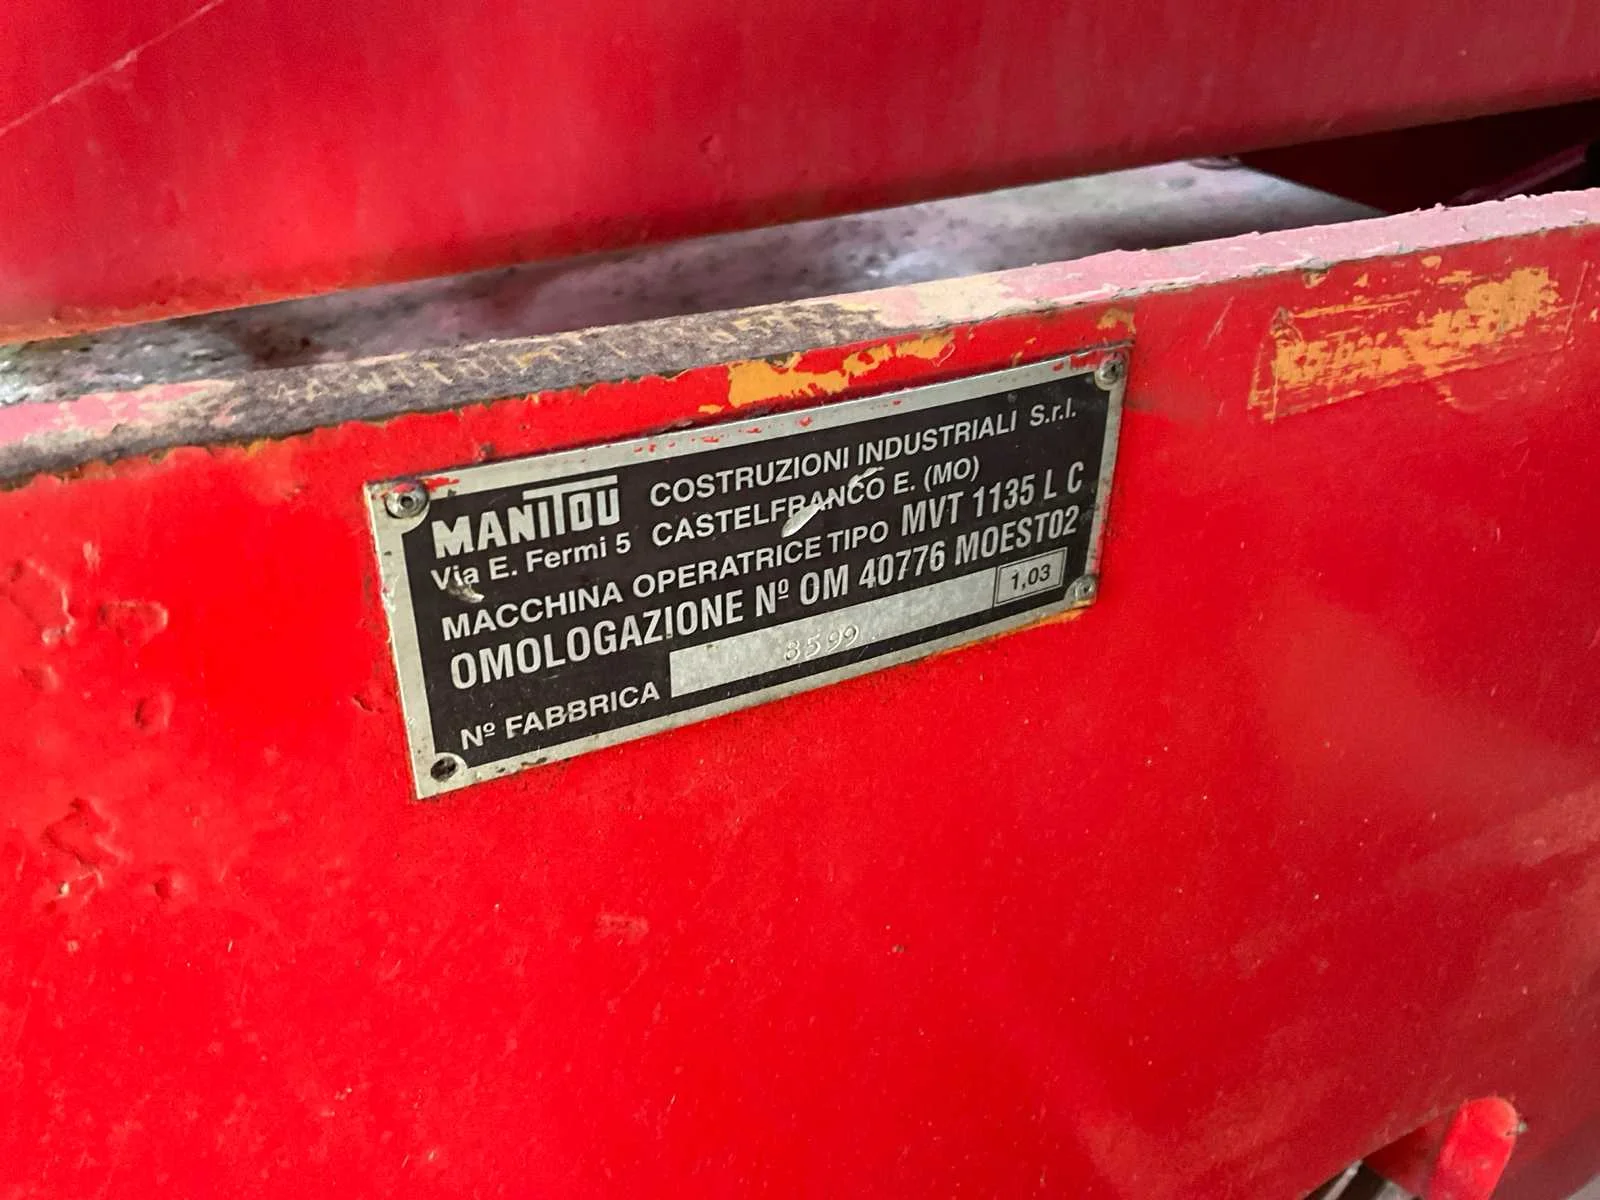 MANITOU COSTRUZIONI INDUSTRIALI S.r.l.
Via E. Fermi 5 CASTELFRANCO E. (MO)
MACCHINA OPERATRICE TIPO MVT 1135 L C
OMOLOGAZIONE Nº OM 40776 MOEST02
Nº FABBRICA 8599 1,03